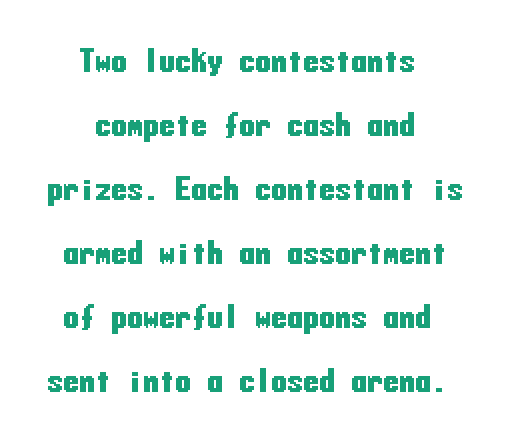 Two lucky contestants
compete for cash and
prizes. Each contestant is
armed with an assortment
of powerful weapons and
sent into a closed arena.